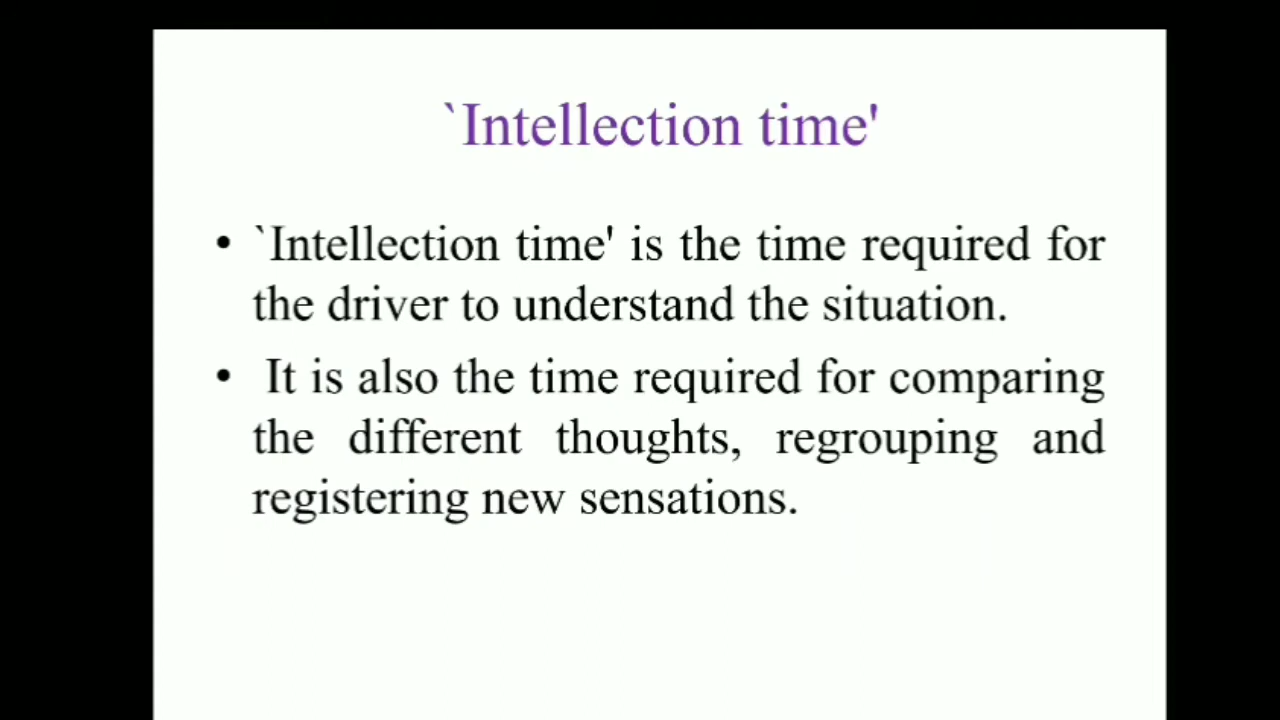 `Intellection time'
• `Intellection time' is the time required for
the driver to understand the situation.
• It is also the time required for comparing
the different thoughts, regrouping and
registering new sensations.